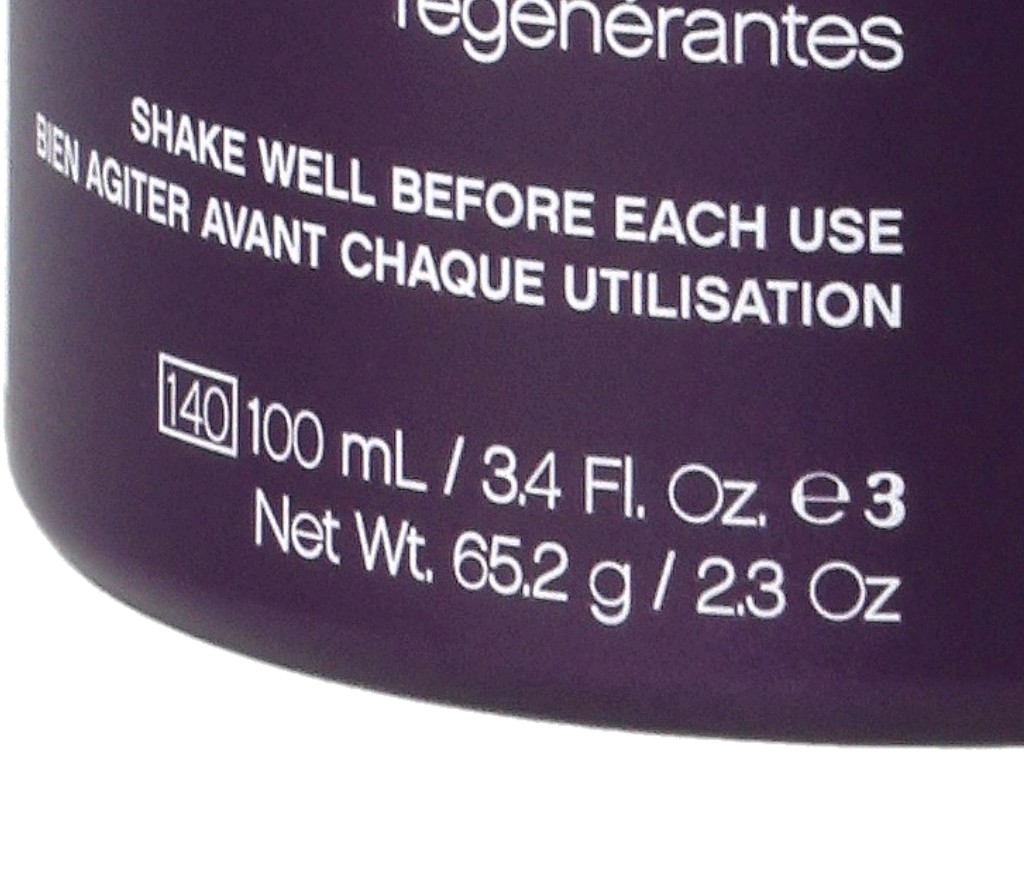 régénérantes
SHAKE WELL BEFORE EACH USE
BIEN AGITER AVANT CHAQUE UTILISATION
140 100 mL / 3.4 Fl. Oz. ℮ 3
Net Wt. 65.2 g / 2.3 Oz